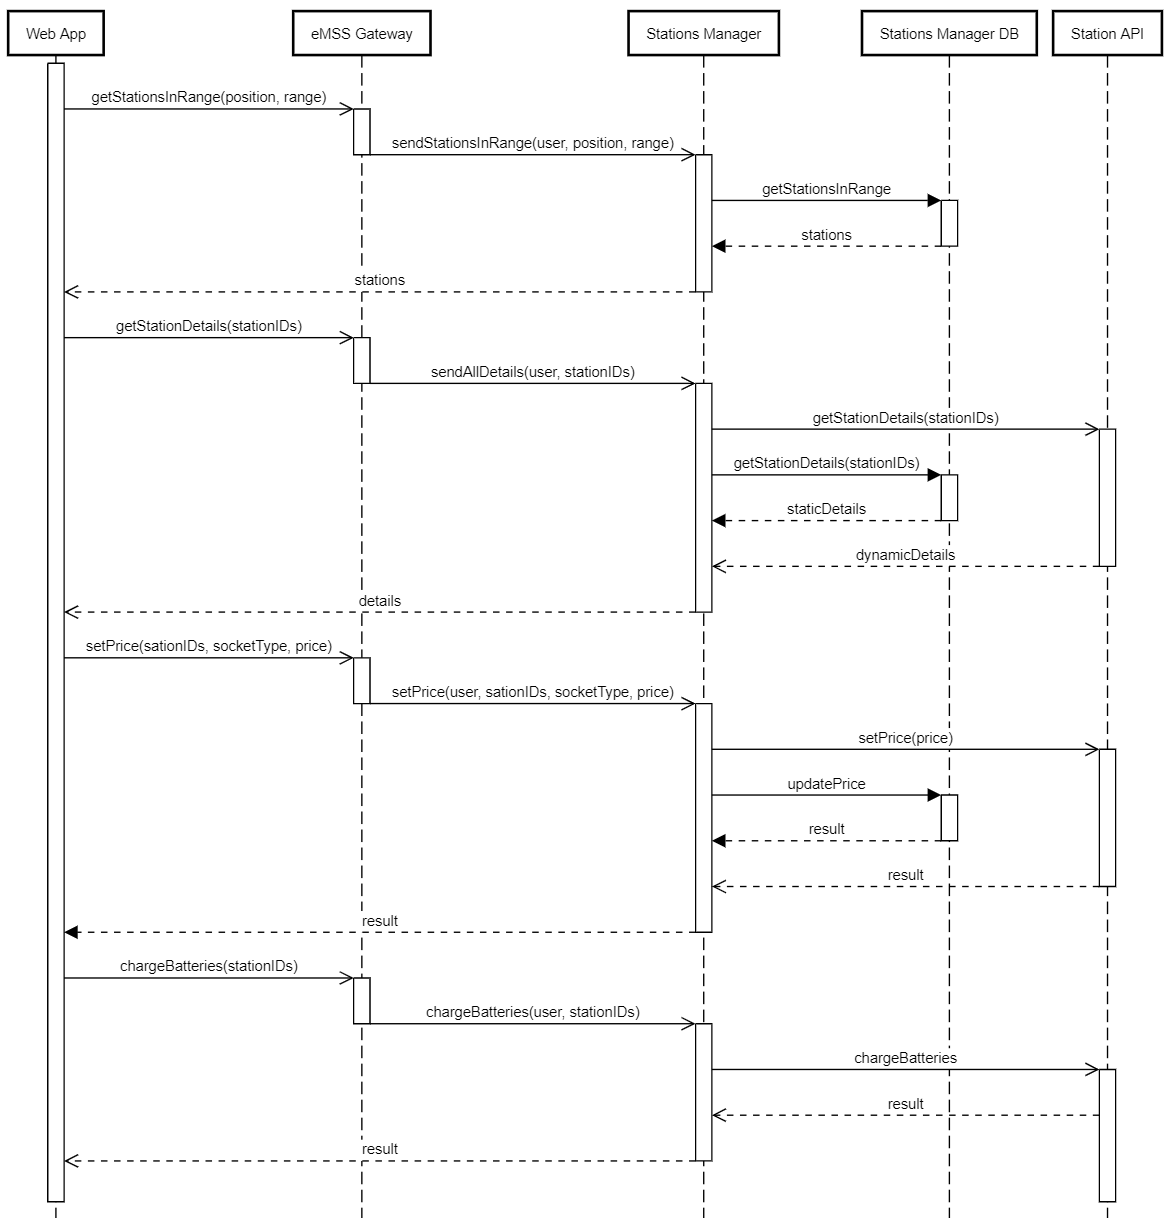 Web App
eMSS Gateway
Stations Manager
Stations Manager DB
Station API
getStationsInRange(position, range)
sendStationsInRange(user, position, range)
getStationsInRange
stations
stations
getStationDetails(stationIDs)
sendAllDetails(user, stationIDs)
getStationDetails(stationIDs)
getStationDetails(stationIDs)
staticDetails
dynamicDetails
details
setPrice(sationIDs, socketType, price)
setPrice(user, sationIDs, socketType, price)
setPrice(price)
updatePrice
result
result
result
chargeBatteries(stationIDs)
chargeBatteries(user, stationIDs)
chargeBatteries
result
result